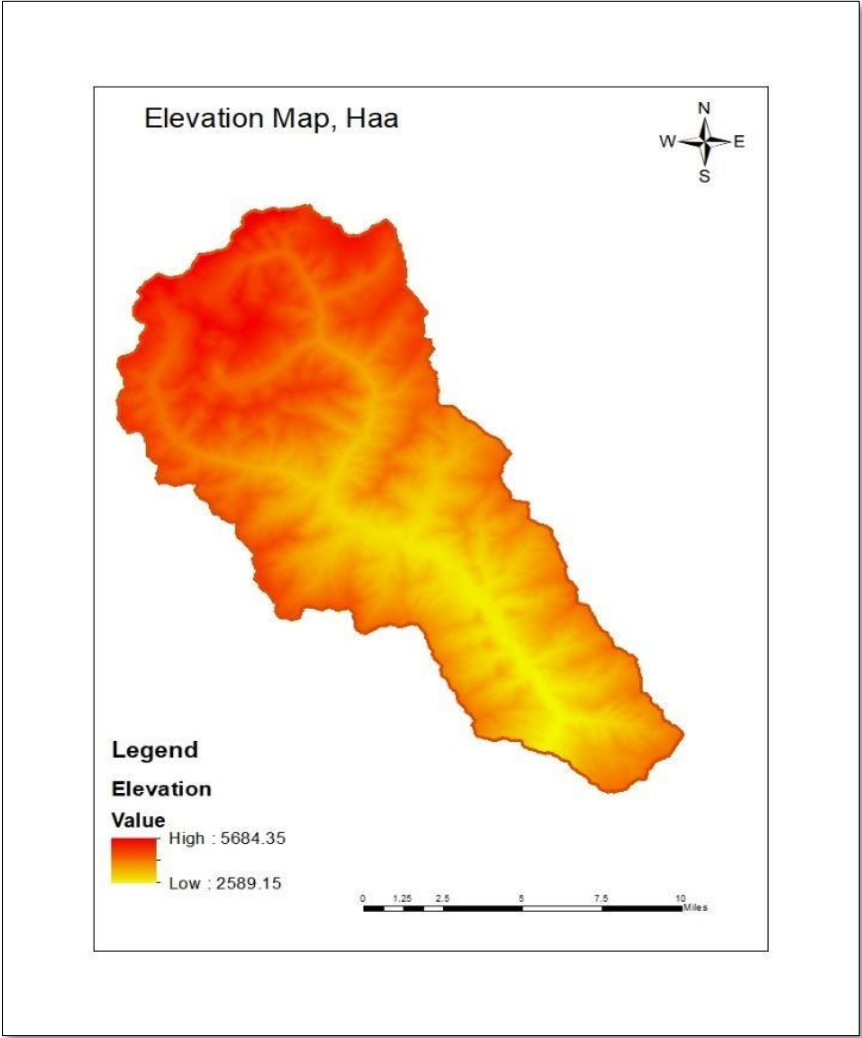 Elevation Map, Haa
N
W E
S
Legend
Elevation
Value
High : 5684.35
Low : 2589.15
0 1.25 2.5 5 7.5 10
Miles